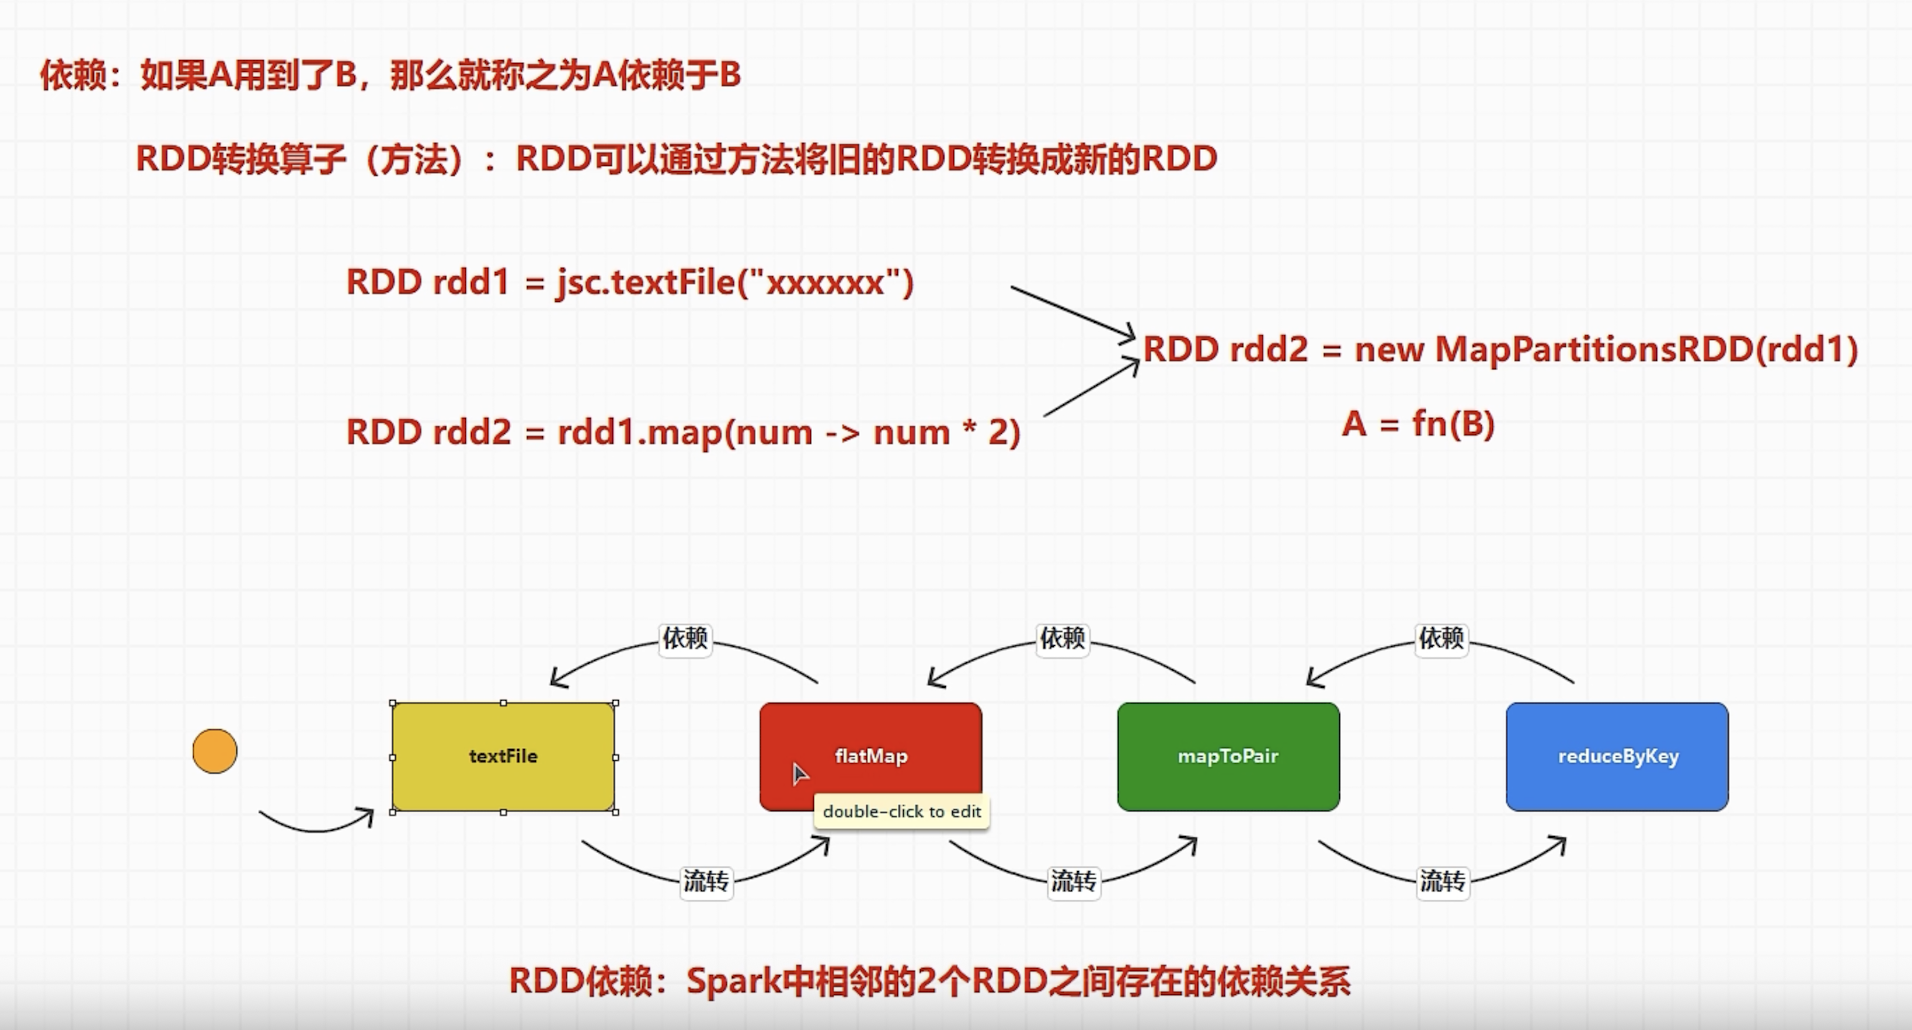 依赖：如果A用到了B，那么就称之为A依赖于B
RDD转换算子（方法）：RDD可以通过方法将旧的RDD转换成新的RDD
RDD rdd1 = jsc.textFile("xxxxxx")
RDD rdd2 = new MapPartitionsRDD(rdd1)
RDD rdd2 = rdd1.map(num -> num * 2)
A = fn(B)
依赖
依赖
依赖
textFile
flatMap
mapToPair
reduceByKey
double-click to edit
流转
流转
流转
RDD依赖：Spark中相邻的2个RDD之间存在的依赖关系